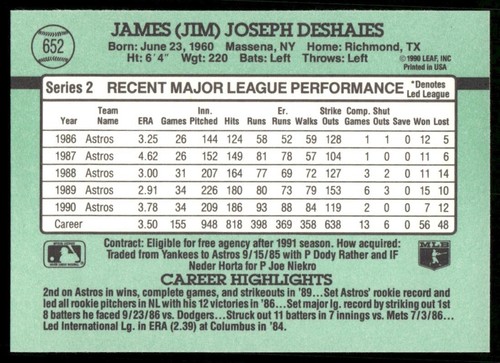 652
JAMES (JIM) JOSEPH DESHAIES
Born: June 23, 1960 Massena, NY Home: Richmond, TX
Ht: 6'4" Wgt: 220 Bats: Left Throws: Left
©1990 LEAF, INC
Printed in USA
Series 2 RECENT MAJOR LEAGUE PERFORMANCE *Denotes Led League
Year Team Name ERA Games Inn. Pitched Hits Runs Er. Runs Walks Strike Outs Comp. Games Shut Outs Save Won Lost
1986 Astros 3.25 26 144 124 58 52 59 128 1 1 0 12 5
1987 Astros 4.62 26 152 149 81 78 57 104 1 0 0 11 6
1988 Astros 3.00 31 207 164 77 69 72 127 3 2 0 11 14
1989 Astros 2.91 34 226 180 80 73 79 153 6 3 0 15 10
1990 Astros 3.78 34 210 186 93 88 84 119 2 0 0 7 12
Career 3.50 155 948 818 398 369 358 638 13 6 0 56 48
Contract: Eligible for free agency after 1991 season. How acquired:
Traded from Yankees to Astros 9/15/85 with P Dody Rather and IF
Neder Horta for P Joe Niekro
MLB
CAREER HIGHLIGHTS
2nd on Astros in wins, complete games, and strikeouts in '89...Set Astros' rookie record and
led all rookie pitchers in NL with his 12 victories in '86...Set major lg. record by striking out 1st
8 batters he faced 9/23/86 vs. Dodgers...Struck out 11 batters in 7 innings vs. Mets 7/3/86...
Led International Lg. in ERA (2.39) at Columbus in '84.